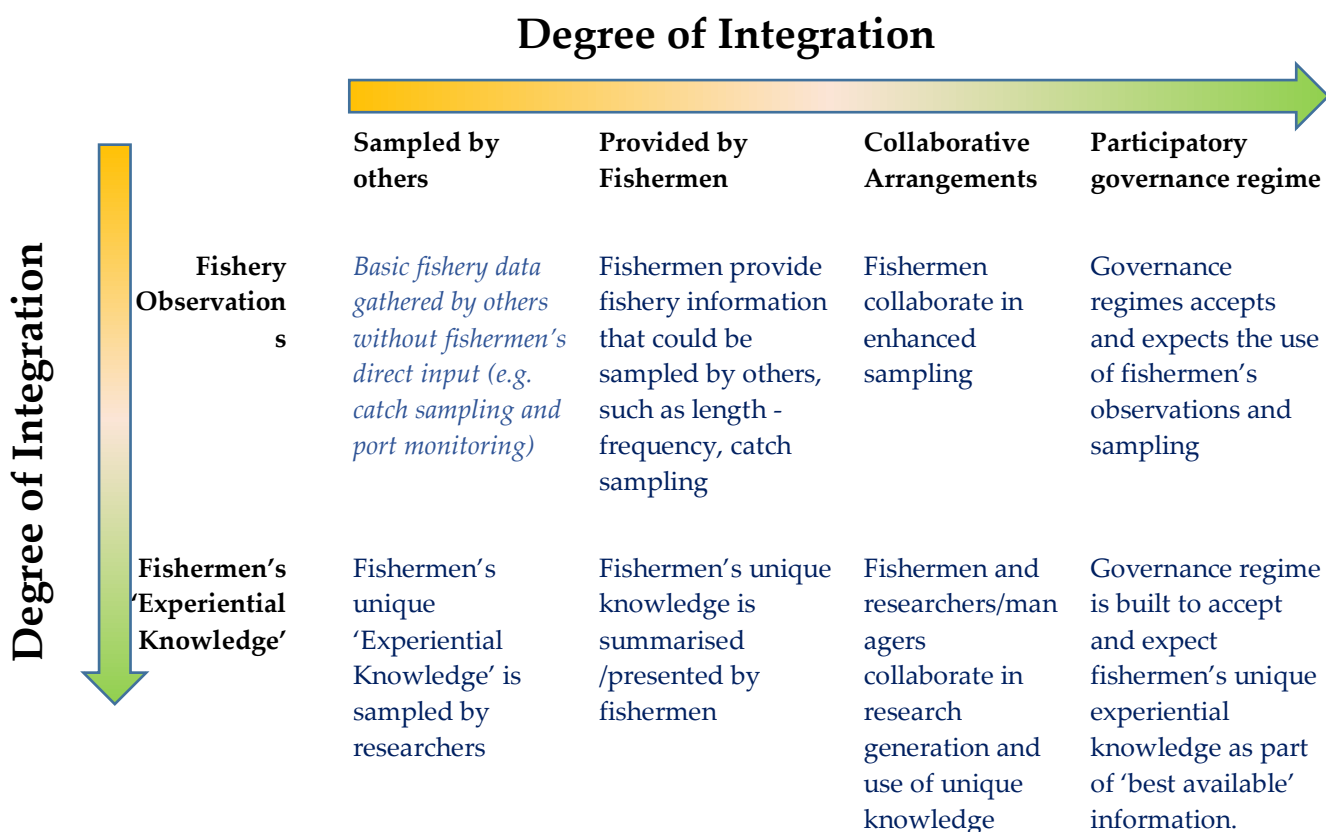 Degree of Integration
Degree of Integration
Sampled by
others
Provided by
Fishermen
Collaborative
Arrangements
Participatory
governance regime
Fishery
Observation
s
Basic fishery data
gathered by others
without fishermen’s
direct input (e.g.
catch sampling and
port monitoring)
Fishermen provide
fishery information
that could be
sampled by others,
such as length -
frequency, catch
sampling
Fishermen
collaborate in
enhanced
sampling
Governance
regimes accepts
and expects the use
of fishermen’s
observations and
sampling
Fishermen’s
‘Experiential
Knowledge’
Fishermen’s
unique
‘Experiential
Knowledge’ is
sampled by
researchers
Fishermen’s unique
knowledge is
summarised
/presented by
fishermen
Fishermen and
researchers/man
agers
collaborate in
research
generation and
use of unique
knowledge
Governance regime
is built to accept
and expect
fishermen’s unique
experiential
knowledge as part
of ‘best available’
information.